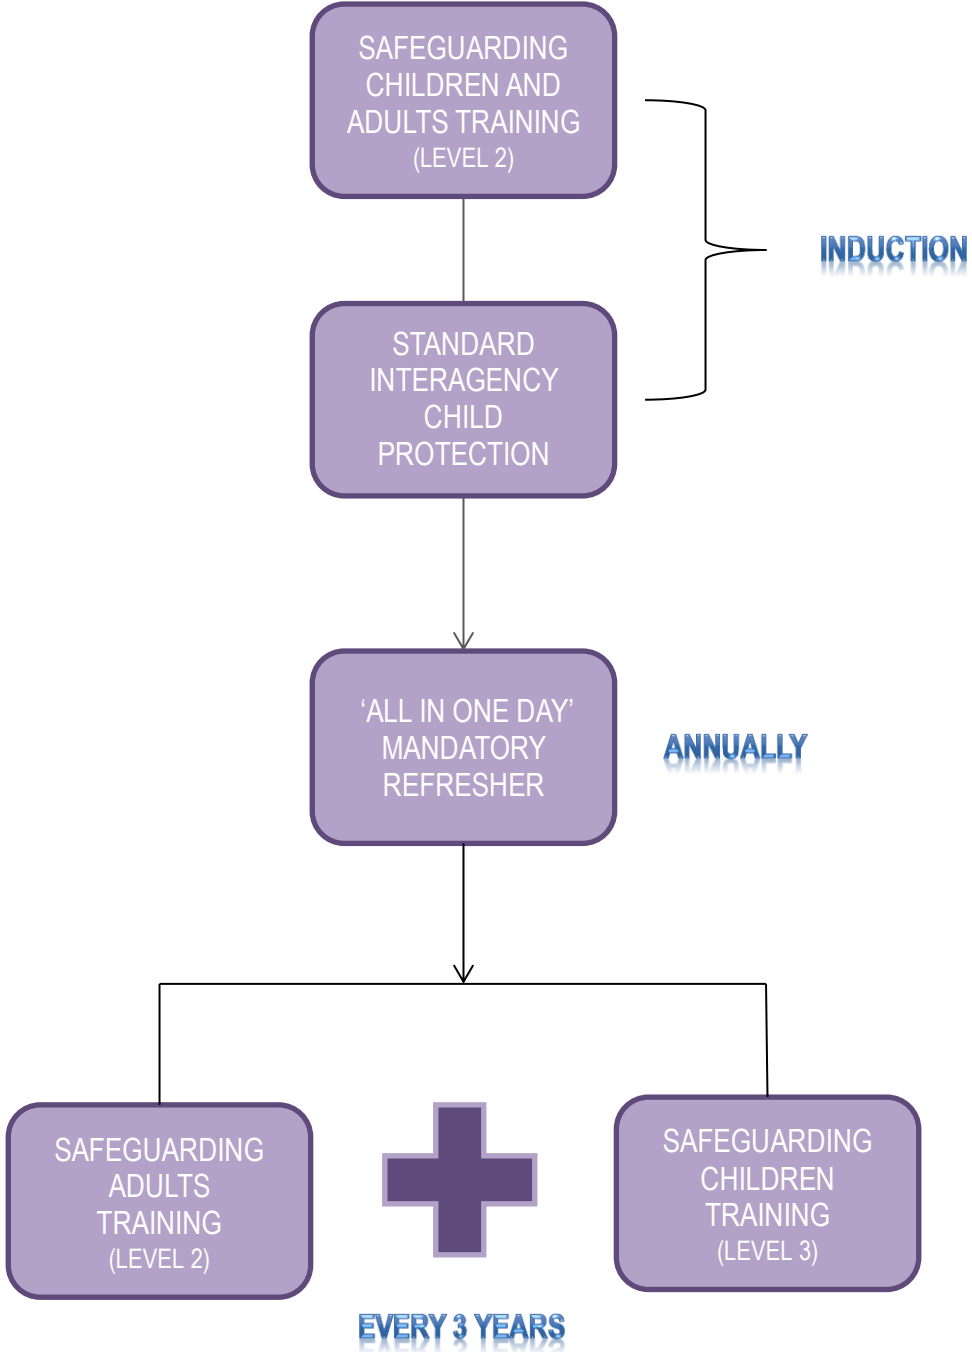 SAFEGUARDING
CHILDREN AND
ADULTS TRAINING
(LEVEL 2)
INDUCTION
STANDARD
INTERAGENCY
CHILD
PROTECTION
‘ALL IN ONE DAY’
MANDATORY
REFRESHER
ANNUALLY
SAFEGUARDING
ADULTS
TRAINING
(LEVEL 2)
SAFEGUARDING
CHILDREN
TRAINING
(LEVEL 3)
EVERY 3 YEARS